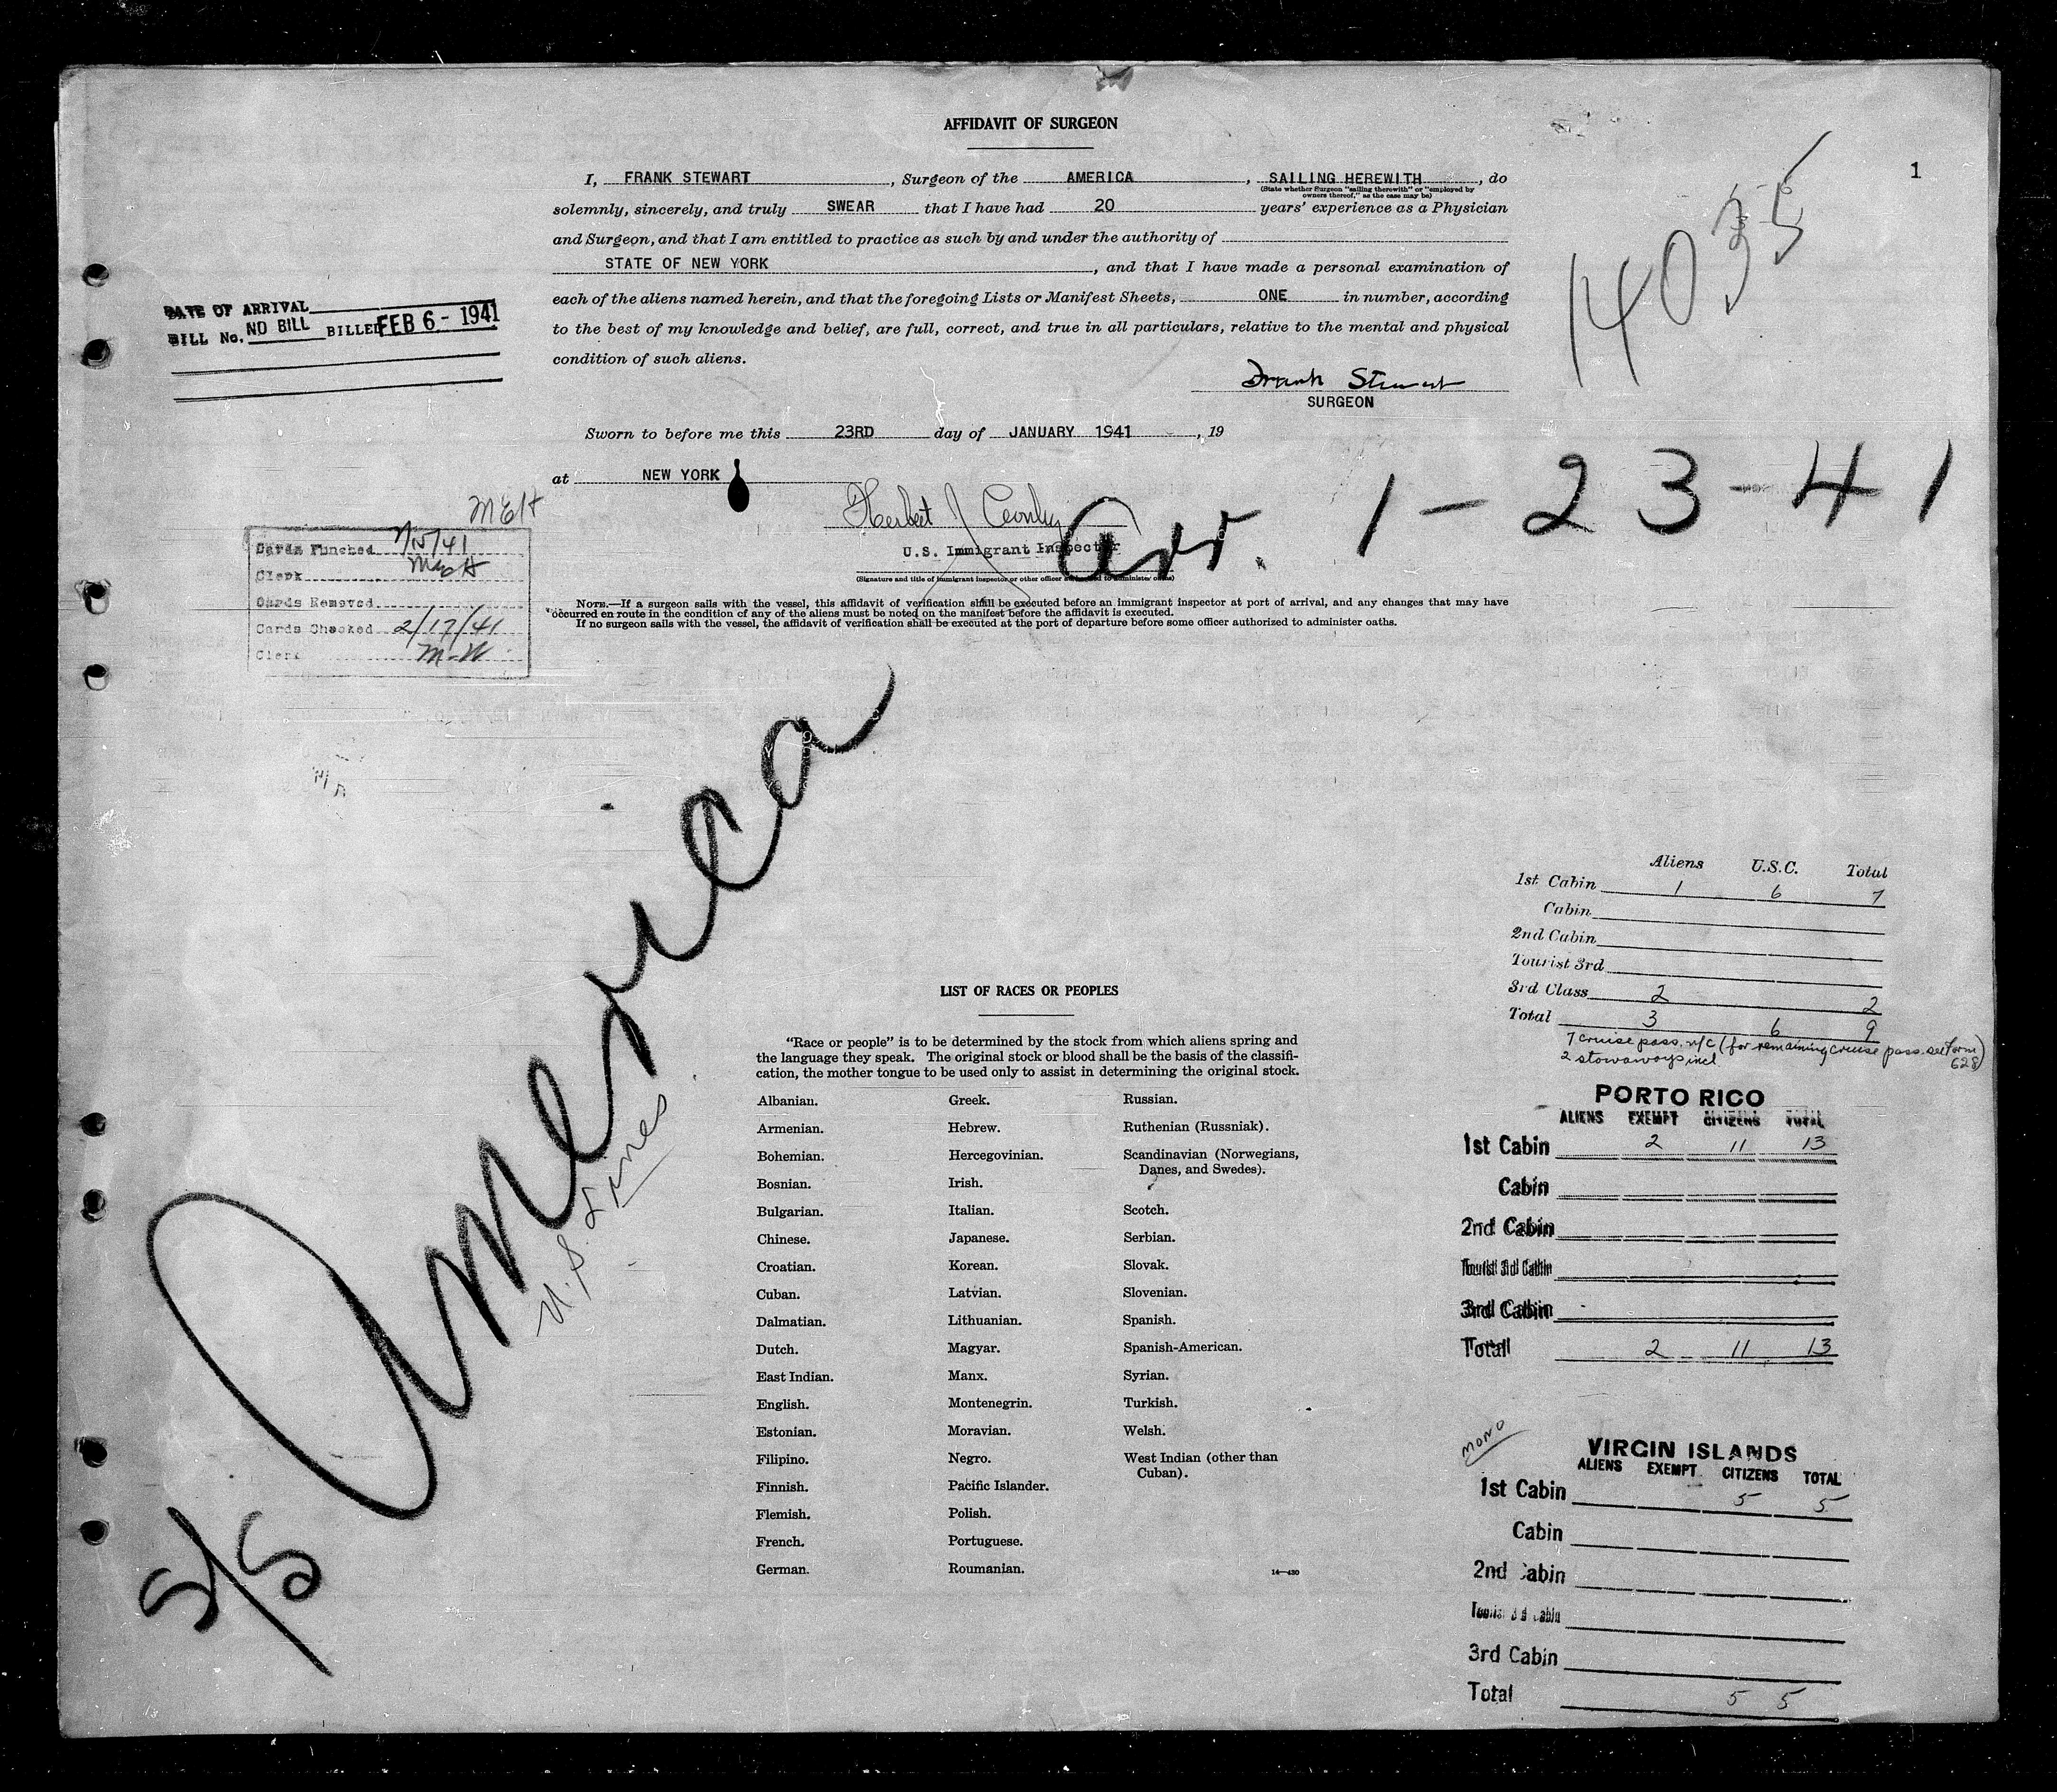 AFFIDAVIT OF SURGEON
1
I, FRANK STEWART, Surgeon of the AMERICA, SAILING HEREWITH, do
(State whether Surgeon "sailing therewith" or "employed by
owners thereof," as the case may be)
solemnly, sincerely, and truly SWEAR that I have had 20 years' experience as a Physician
and Surgeon, and that I am entitled to practice as such by and under the authority of
STATE OF NEW YORK, and that I have made a personal examination of
each of the aliens named herein, and that the foregoing Lists or Manifest Sheets, ONE in number, according
to the best of my knowledge and belief, are full, correct, and true in all particulars, relative to the mental and physical
condition of such aliens.
Frank Stewart
SURGEON
Sworn to before me this 23RD day of JANUARY 1941, 19
at NEW YORK
Herbert J
U.S. Immigrant Inspector
(Signature and title of immigrant inspector or other officer authorized to administer oaths)
NOTE.—If a surgeon sails with the vessel, this affidavit of verification shall be executed before an immigrant inspector at port of arrival, and any changes that may have
occurred en route in the condition of any of the aliens must be noted on the manifest before the affidavit is executed.
If no surgeon sails with the vessel, the affidavit of verification shall be executed at the port of departure before some officer authorized to administer oaths.
14035
Arr. 1-23-41
DATE OF ARRIVAL
BILL No. NO BILL BILLED FEB 6-1941
MEH
Cards Punched
Clerk
Cards Removed
Cards Checked 2/17/41
Clerk M-W
S/S America
U.S. Lines
LIST OF RACES OR PEOPLES
"Race or people" is to be determined by the stock from which aliens spring and
the language they speak. The original stock or blood shall be the basis of the classifi-
cation, the mother tongue to be used only to assist in determining the original stock.
Albanian.
Armenian.
Bohemian.
Bosnian.
Bulgarian.
Chinese.
Croatian.
Cuban.
Dalmatian.
Dutch.
East Indian.
English.
Estonian.
Filipino.
Finnish.
Flemish.
French.
German.
Greek.
Hebrew.
Hercegovinian.
Irish.
Italian.
Japanese.
Korean.
Latvian.
Lithuanian.
Magyar.
Manx.
Montenegrin.
Moravian.
Negro.
Pacific Islander.
Polish.
Portuguese.
Roumanian.
Russian.
Ruthenian (Russniak).
Scandinavian (Norwegians,
Danes, and Swedes).
Scotch.
Serbian.
Slovak.
Slovenian.
Spanish.
Spanish-American.
Syrian.
Turkish.
Welsh.
West Indian (other than
Cuban).
14—430
Aliens U.S.C. Total
1st Cabin 1 6 7
Cabin
2nd Cabin
Tourist 3rd
3rd Class 2 2
Total 3 6 9
7 cruise pass. n/c (for remaining cruise pass. see Form
628)
2 stowaways incl.
PORTO RICO
ALIENS EXEMPT CITIZENS TOTAL
1st Cabin 2 11 13
Cabin
2nd Cabin
Tourist 3rd Cabin
3rd Cabin
Total 2 11 13
MONO
VIRGIN ISLANDS
ALIENS EXEMPT CITIZENS TOTAL
1st Cabin 5 5
Cabin
2nd Cabin
Tourist 3rd Cabin
3rd Cabin
Total 5 5